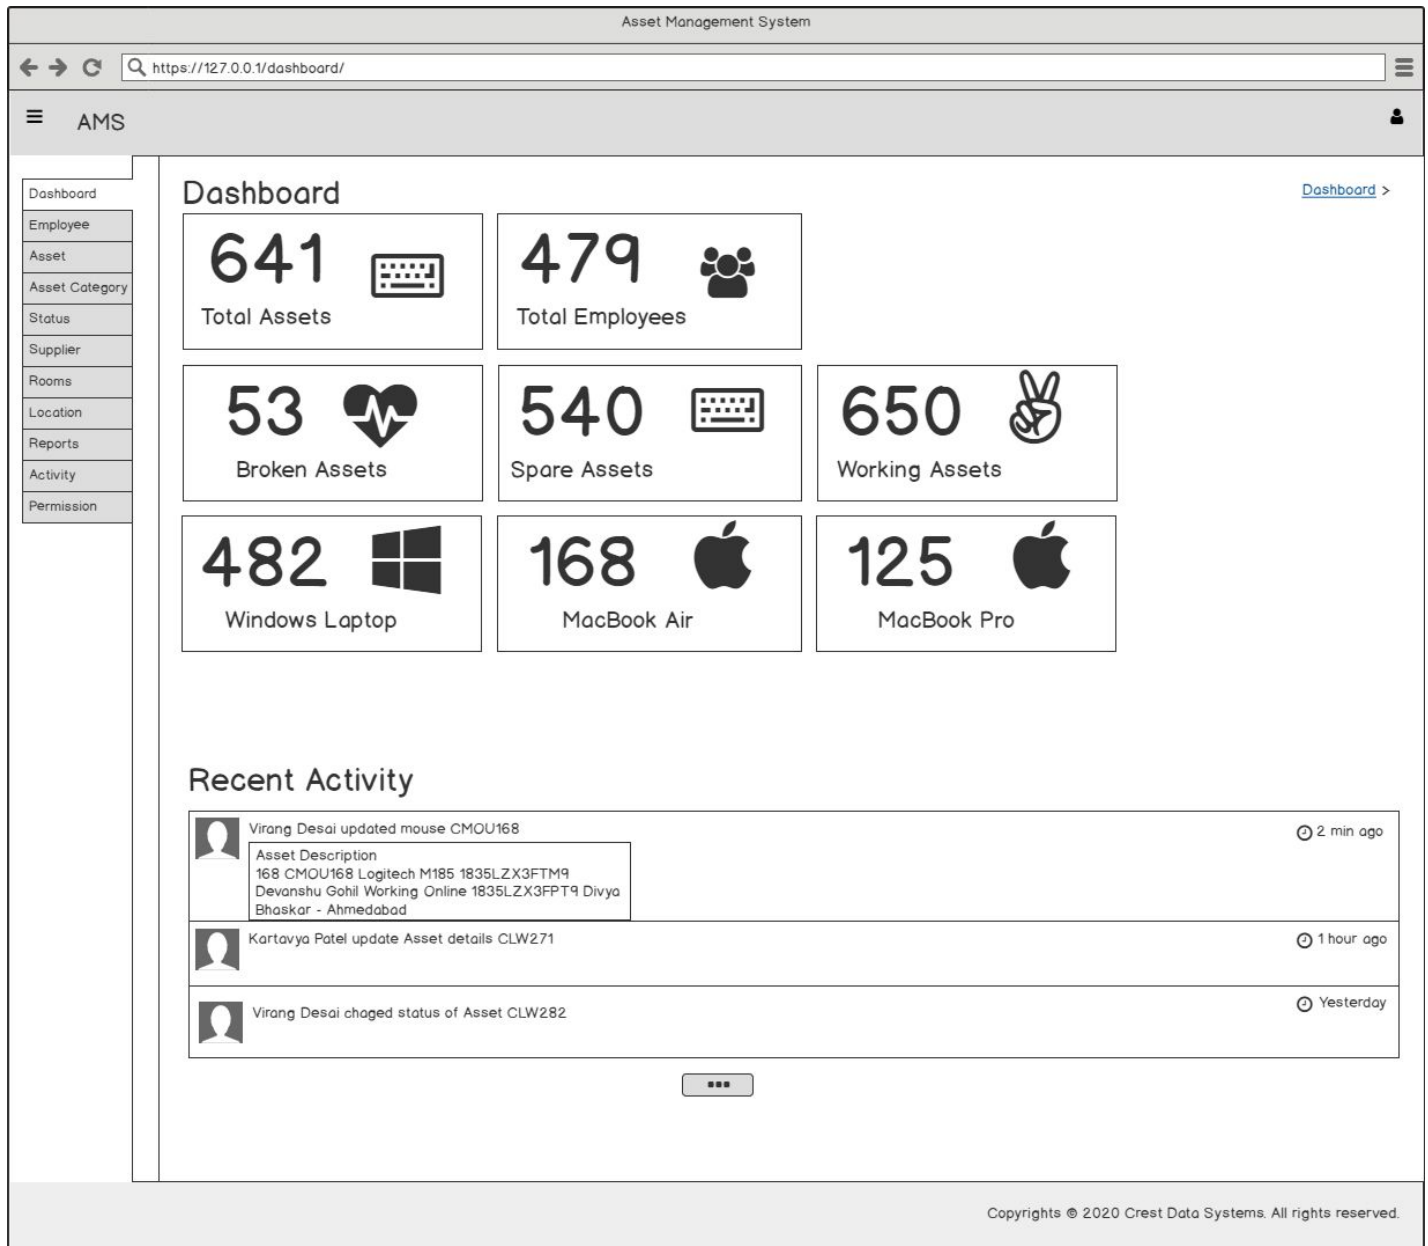 Asset Management System
https://127.0.0.1/dashboard/
AMS
Dashboard
Employee
Asset
Asset Category
Status
Supplier
Rooms
Location
Reports
Activity
Permission
Dashboard
Dashboard >
641
Total Assets
479
Total Employees
53
Broken Assets
540
Spare Assets
650
Working Assets
482
Windows Laptop
168
MacBook Air
125
MacBook Pro
Recent Activity
Virang Desai updated mouse CMOU168
2 min ago
Asset Description
168 CMOU168 Logitech M185 1835LZX3FTM9
Devanshu Gohil Working Online 1835LZX3FPT9 Divya
Bhaskar - Ahmedabad
Kartavya Patel update Asset details CLW271
1 hour ago
Virang Desai chaged status of Asset CLW282
Yesterday
Copyrights © 2020 Crest Data Systems. All rights reserved.